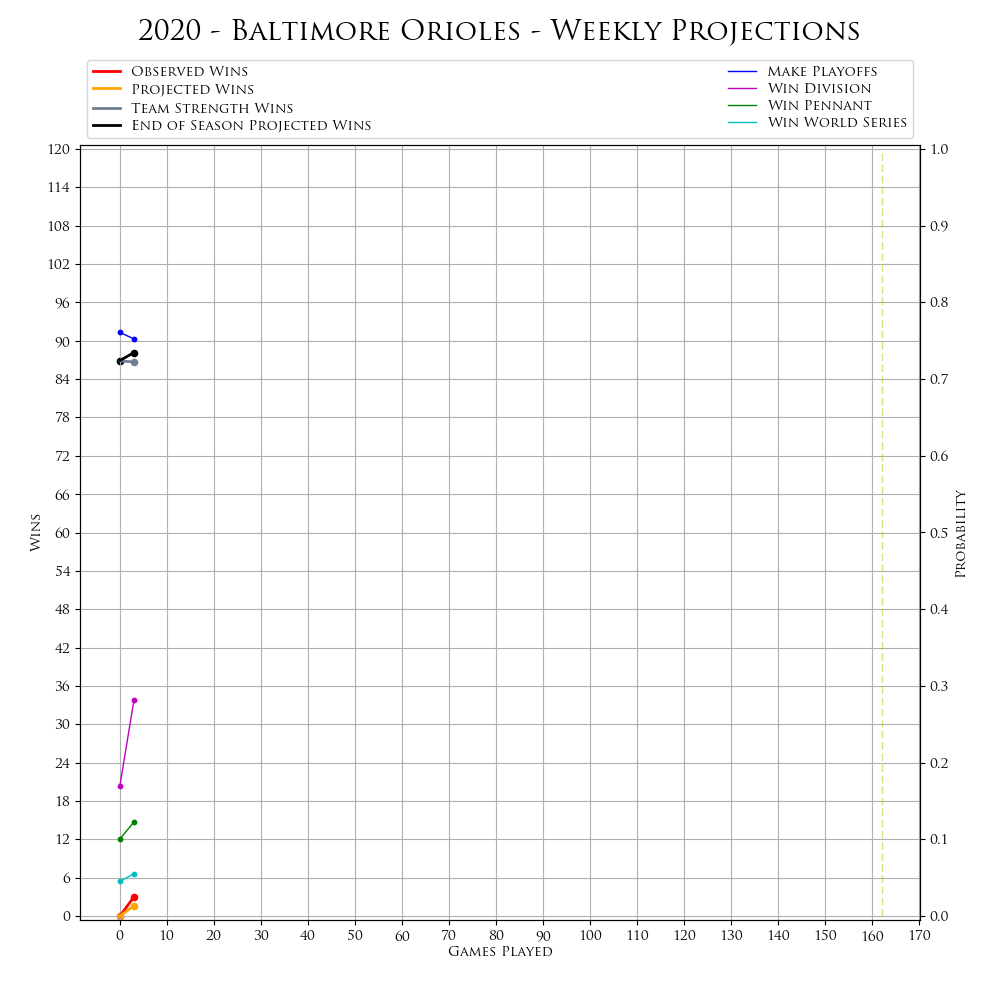 2020 - Baltimore Orioles - Weekly Projections
Observed Wins
Projected Wins
Team Strength Wins
End of Season Projected Wins
Make Playoffs
Win Division
Win Pennant
Win World Series
120
114
108
102
96
90
84
78
72
66
60
54
48
42
36
30
24
18
12
6
0
Wins
1.0
0.9
0.8
0.7
0.6
0.5
0.4
0.3
0.2
0.1
0.0
Probability
0 10 20 30 40 50 60 70 80 90 100 110 120 130 140 150 160 170
Games Played